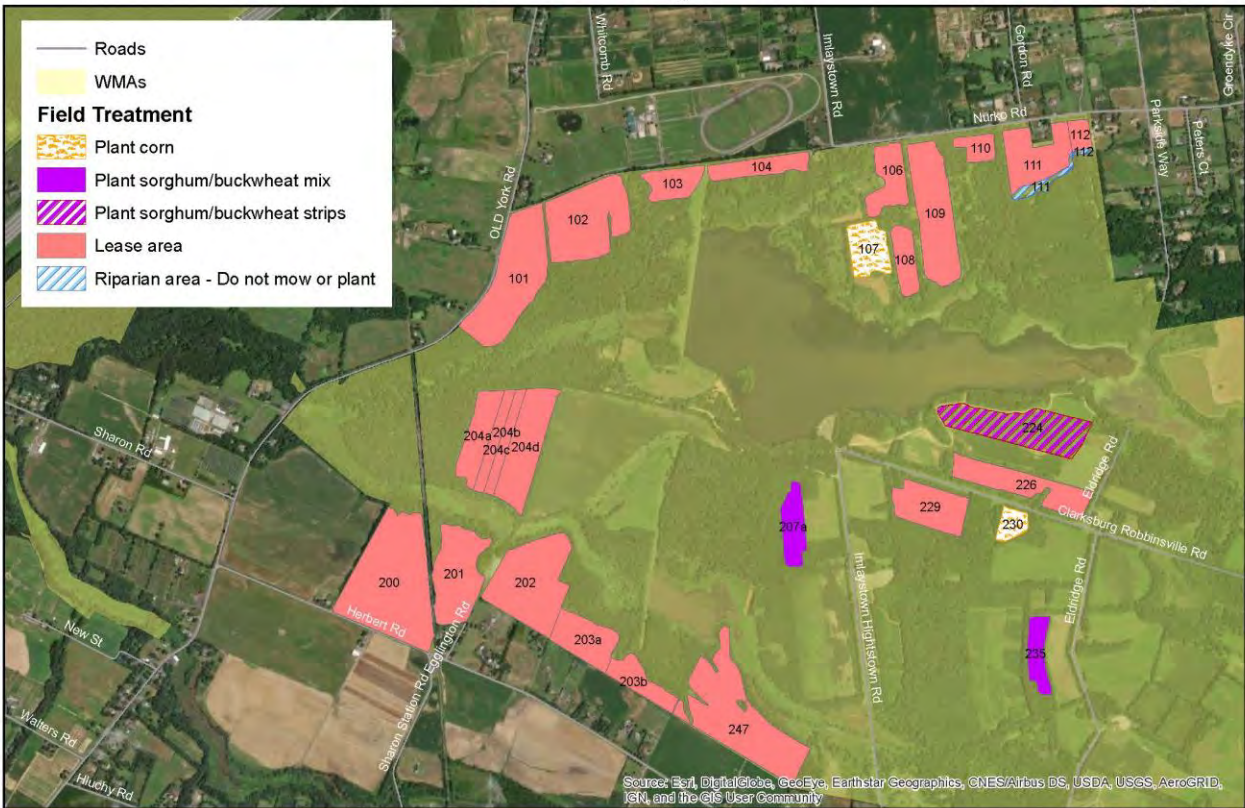 Roads
WMAs
Field Treatment
Plant corn
Plant sorghum/buckwheat mix
Plant sorghum/buckwheat strips
Lease area
Riparian area - Do not mow or plant
Whitcomb Rd
Imlaystown Rd
Gordon Rd
Groendyke Cir
Nurko Rd
Parkside Way
Peters Ct
OLD York Rd
112
110
112
111
104
106
111
103
109
102
107
108
101
224
204a
204b
204c
204d
Sharon Rd
Eldridge Rd
226
229
230
207a
Clarksburg Robbinsville Rd
200
201
202
Imlaystown Hightstown Rd
Eldridge Rd
Herbert Rd
New St
203a
235
203b
Sharon Station Rd
Egglington Rd
247
Walters Rd
Hluchy Rd
Source: Esri, DigitalGlobe, GeoEye, Earthstar Geographics, CNES/Airbus DS, USDA, USGS, AeroGRID,
IGN, and the GIS User Community